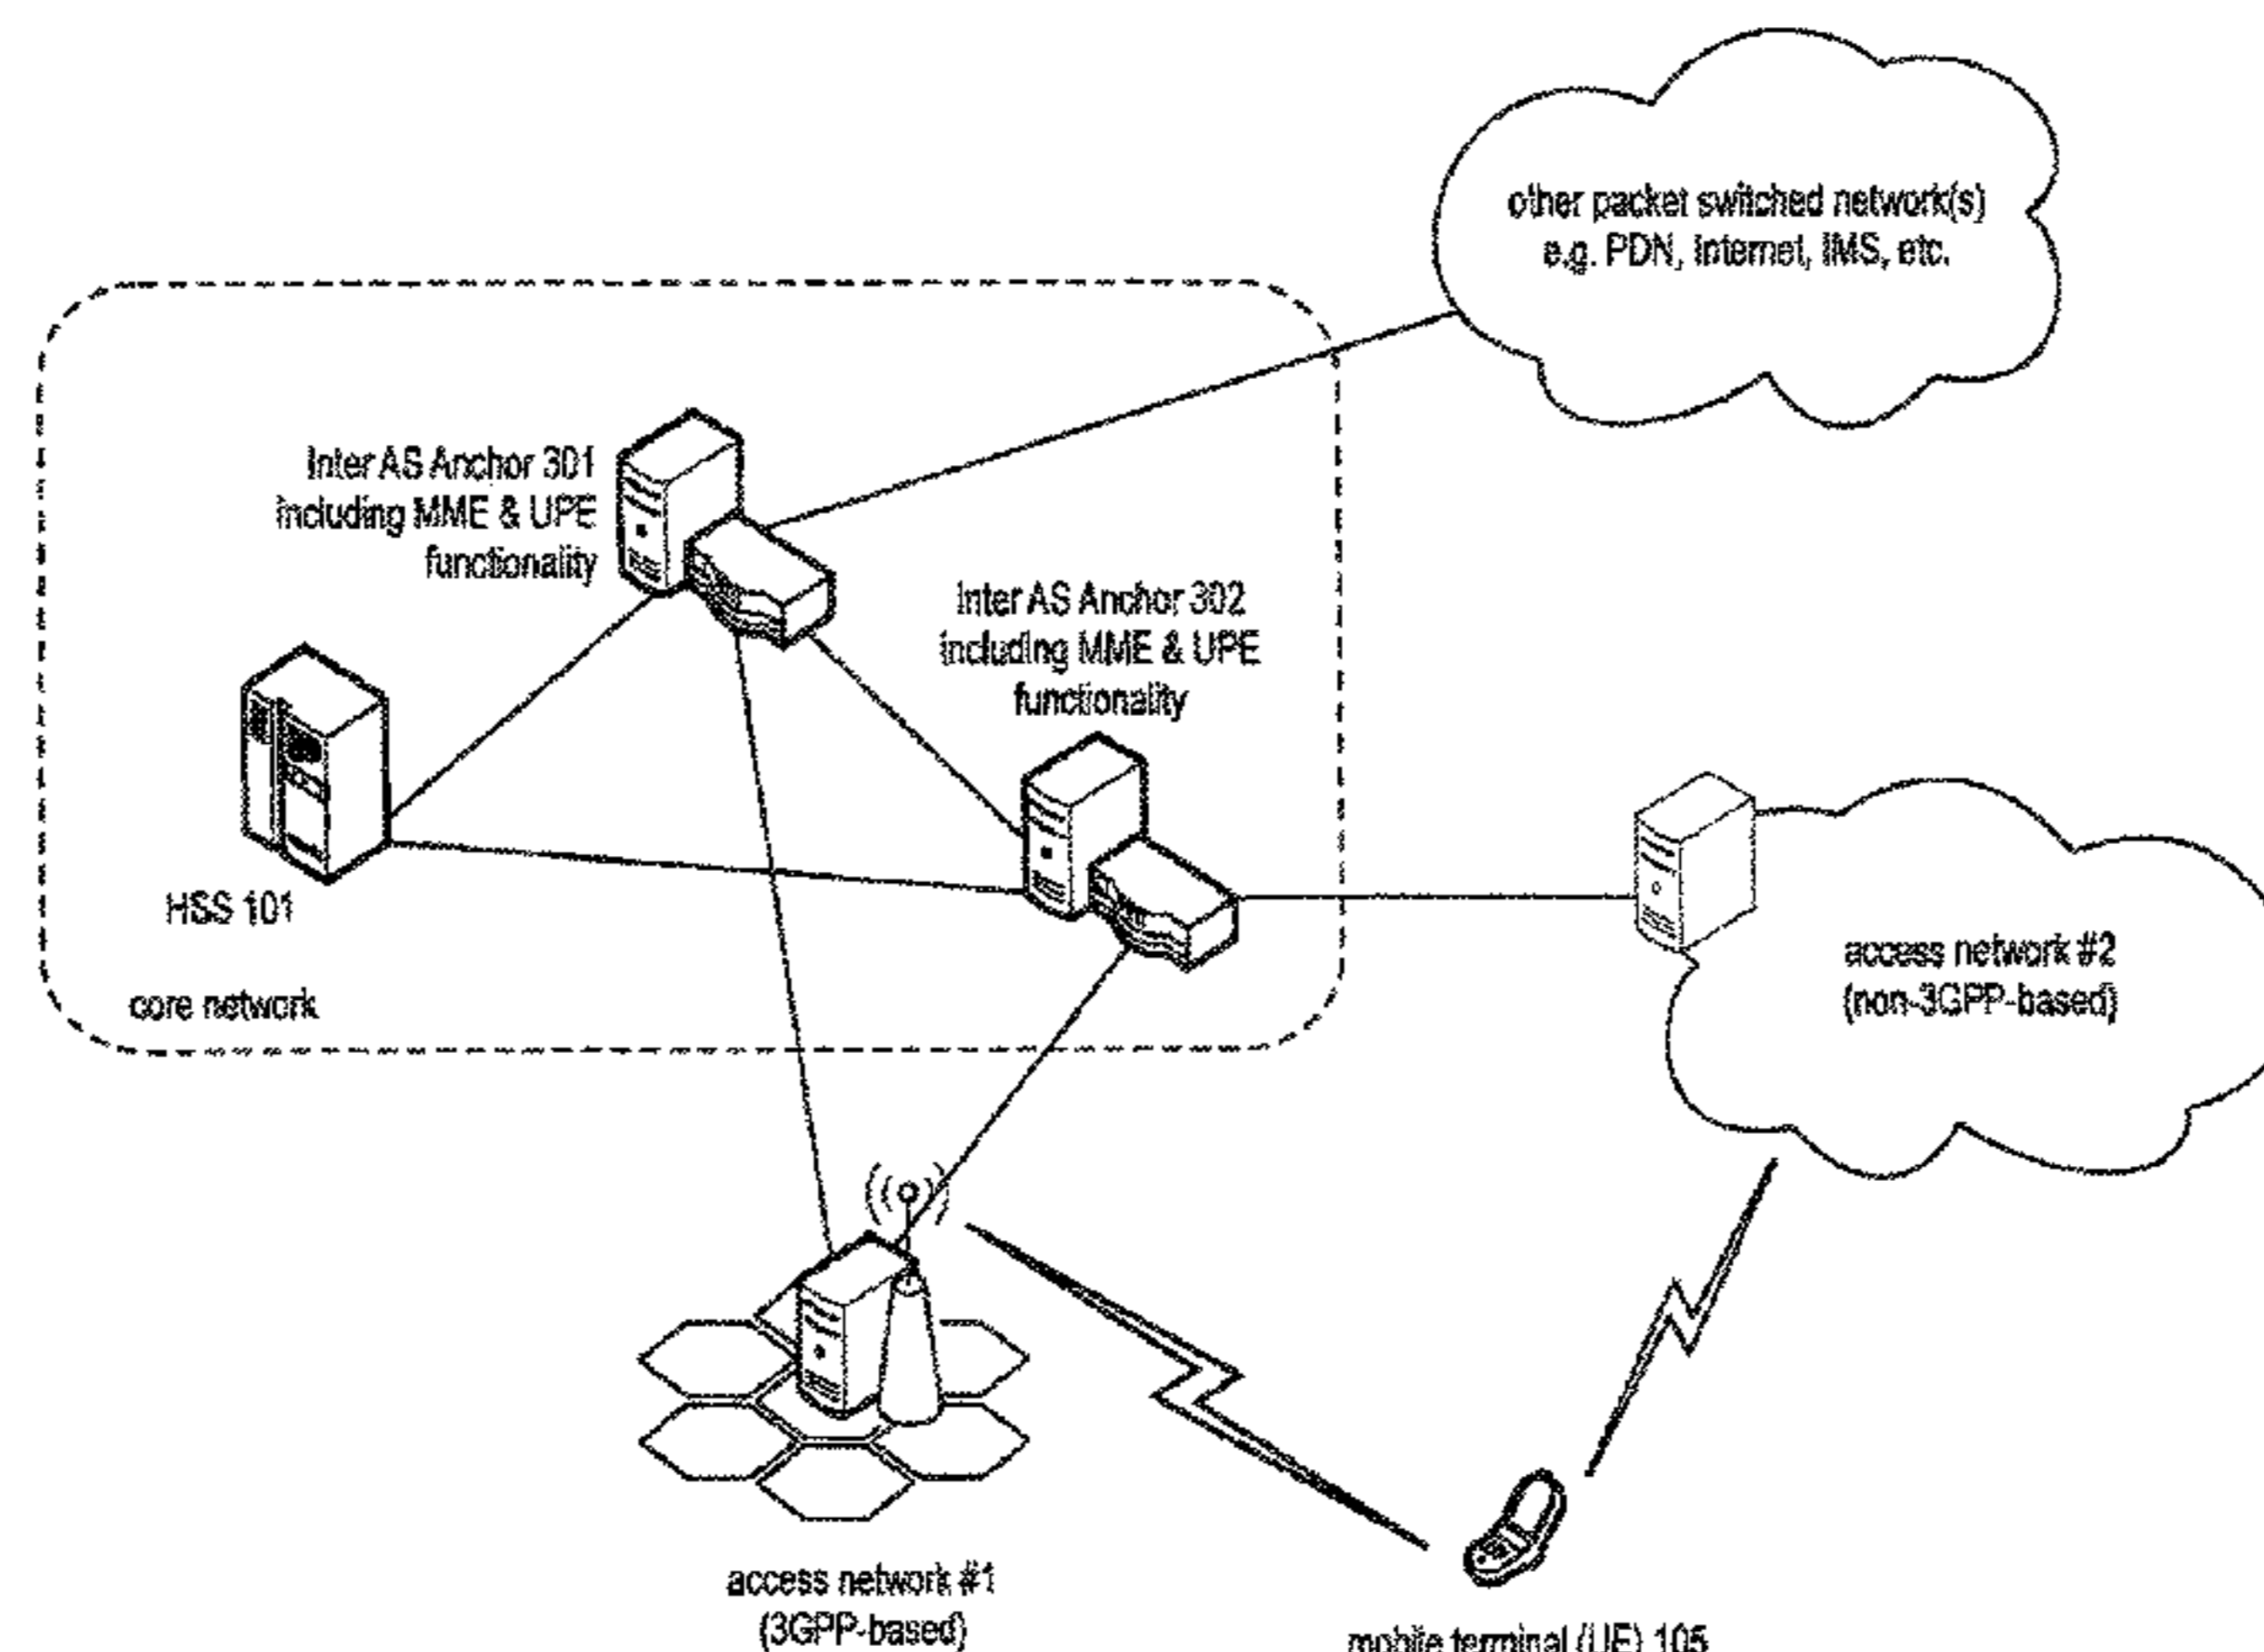 other packet switched network(s)
e.g. PDN, Internet, IMS, etc.
Inter AS Anchor 301
including MME & UPE
functionality
Inter AS Anchor 302
including MME & UPE
functionality
HSS 101
core network
access network #2
(non-3GPP-based)
access network #1
(3GPP-based)
mobile terminal (UE) 105